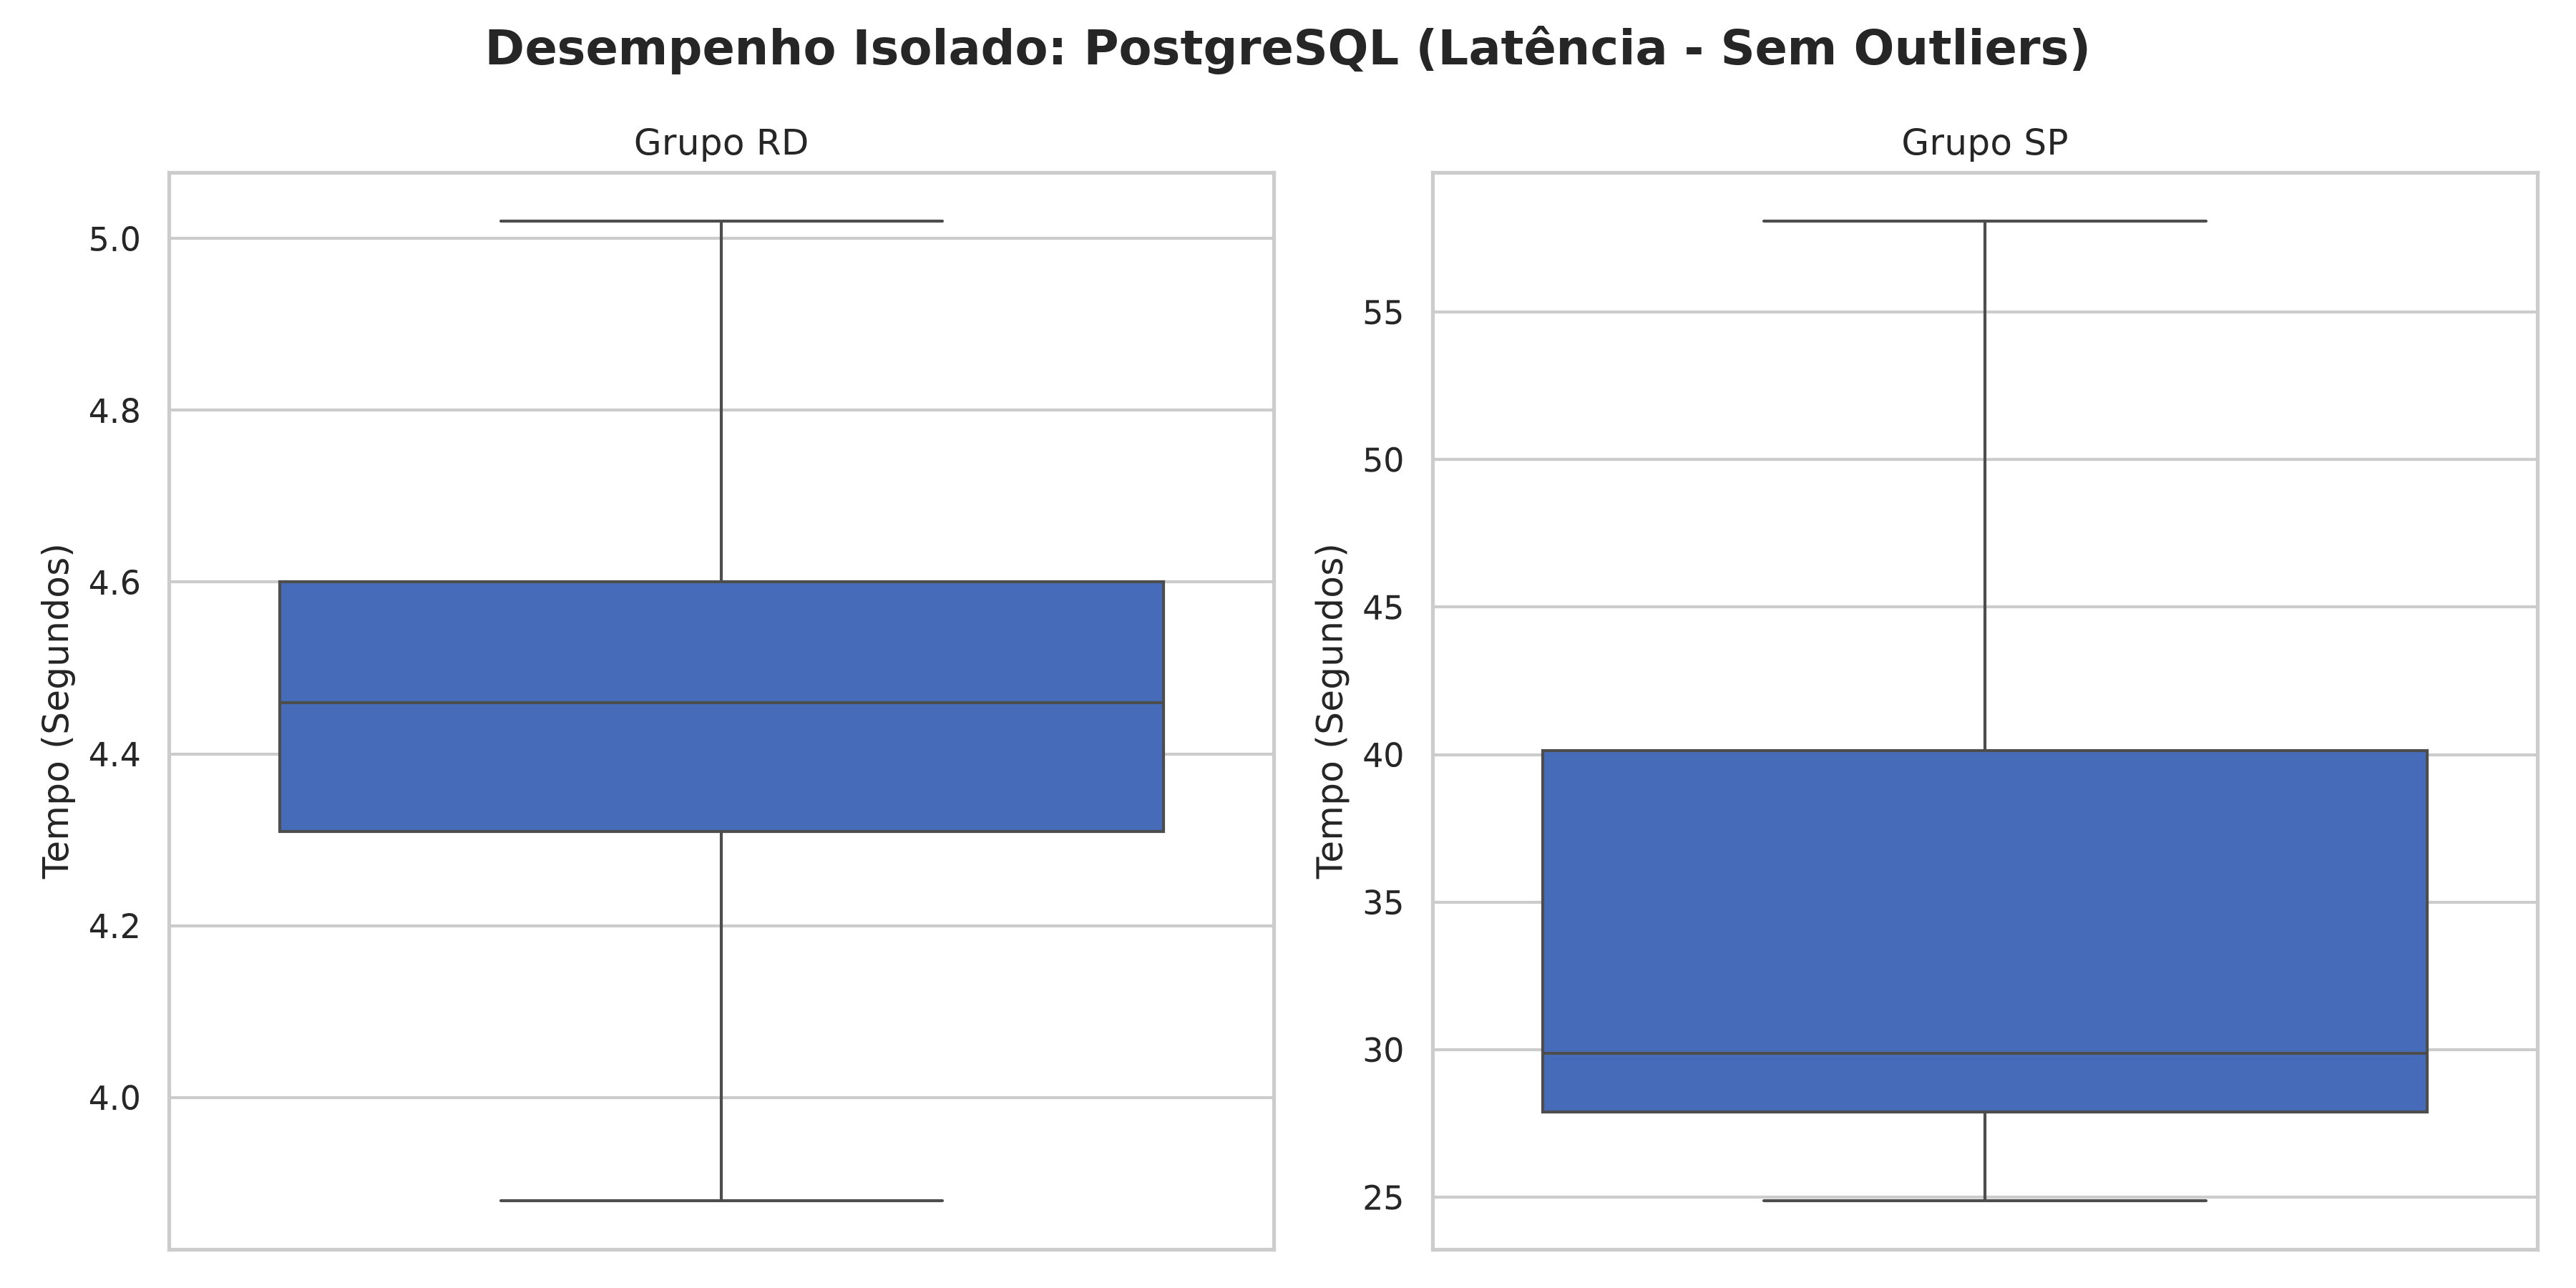 Desempenho Isolado: PostgreSQL (Latência - Sem Outliers)
Grupo RD
Tempo (Segundos)
5.0
4.8
4.6
4.4
4.2
4.0
Grupo SP
Tempo (Segundos)
55
50
45
40
35
30
25